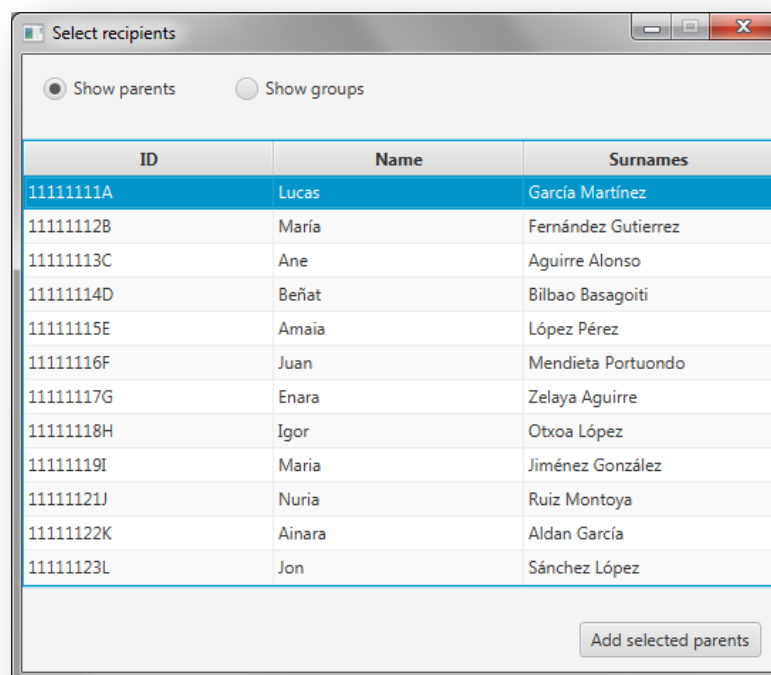 Select recipients
Show parents Show groups
ID Name Surnames
11111111A Lucas García Martínez
11111112B María Fernández Gutierrez
11111113C Ane Aguirre Alonso
11111114D Beñat Bilbao Basagoiti
11111115E Amaia López Pérez
11111116F Juan Mendieta Portuondo
11111117G Enara Zelaya Aguirre
11111118H Igor Otxoa López
11111119I Maria Jiménez González
11111121J Nuria Ruiz Montoya
11111122K Ainara Aldan García
11111123L Jon Sánchez López
Add selected parents